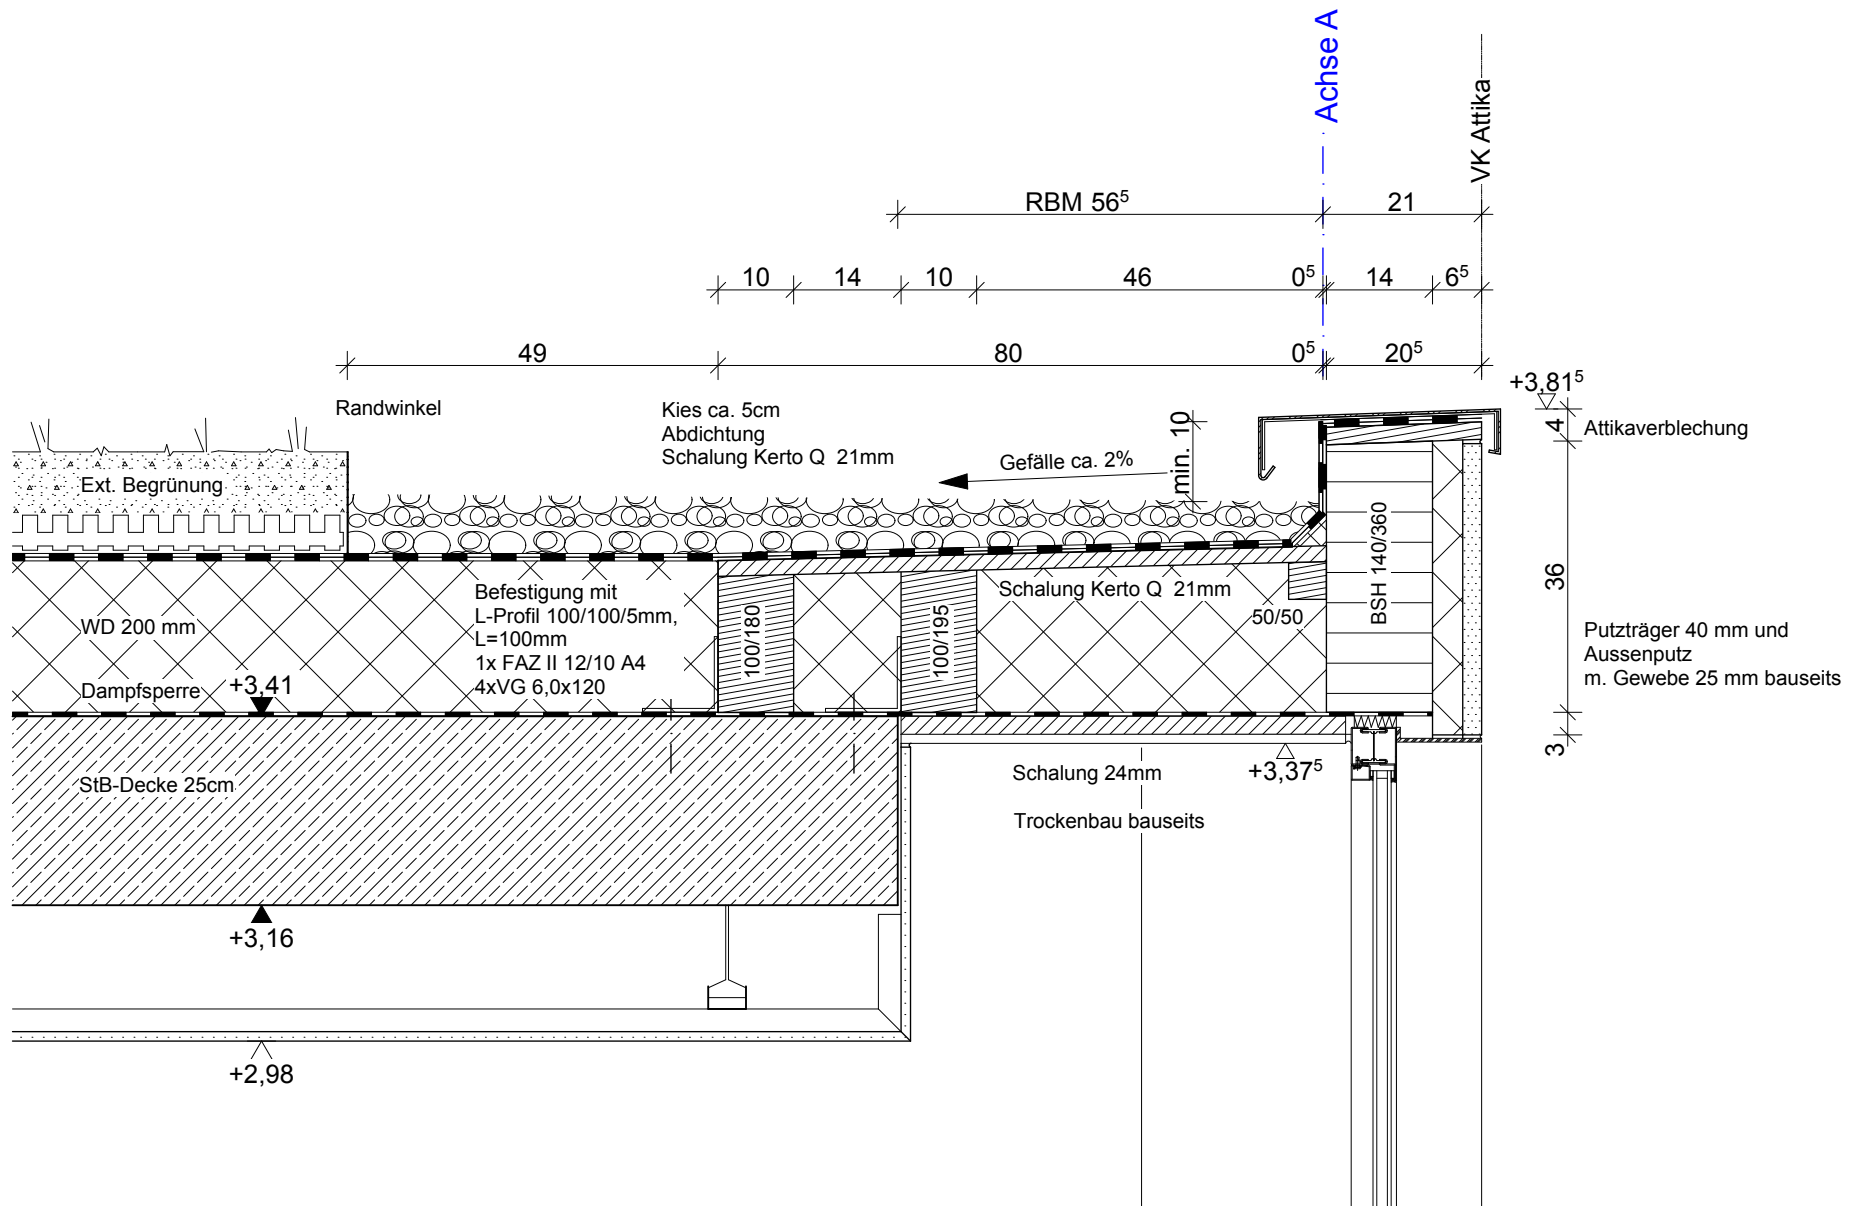 Achse A
VK Attika
RBM 56⁵
21
10
14
10
46
0⁵
14
6⁵
49
80
0⁵
20⁵
+3,81⁵
Randwinkel
Kies ca. 5cm
Abdichtung
Schalung Kerto Q 21mm
Gefälle ca. 2%
min. 10
4
Attikaverblechung
Ext. Begrünung
WD 200 mm
Dampfsperre
+3,41
Befestigung mit
L-Profil 100/100/5mm,
L=100mm
1x FAZ II 12/10 A4
4xVG 6,0x120
100/180
100/195
Schalung Kerto Q 21mm
50/50
BSH 140/360
36
Putzträger 40 mm und
Aussenputz
m. Gewebe 25 mm bauseits
3
StB-Decke 25cm
Schalung 24mm
+3,37⁵
Trockenbau bauseits
+3,16
+2,98